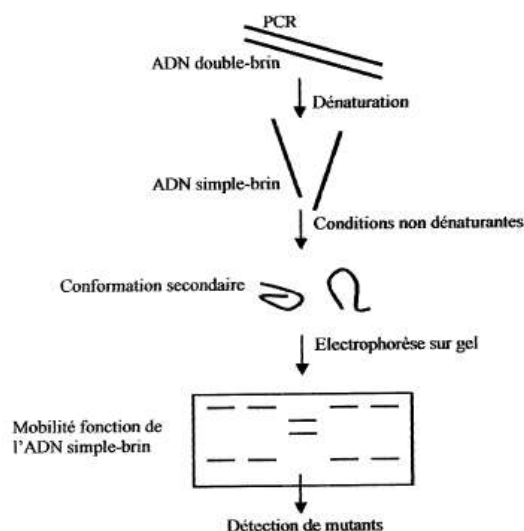 PCR
ADN double-brin
Dénaturation
ADN simple-brin
Conditions non dénaturantes
Conformation secondaire
Electrophorèse sur gel
Mobilité fonction de
l'ADN simple-brin
Détection de mutants